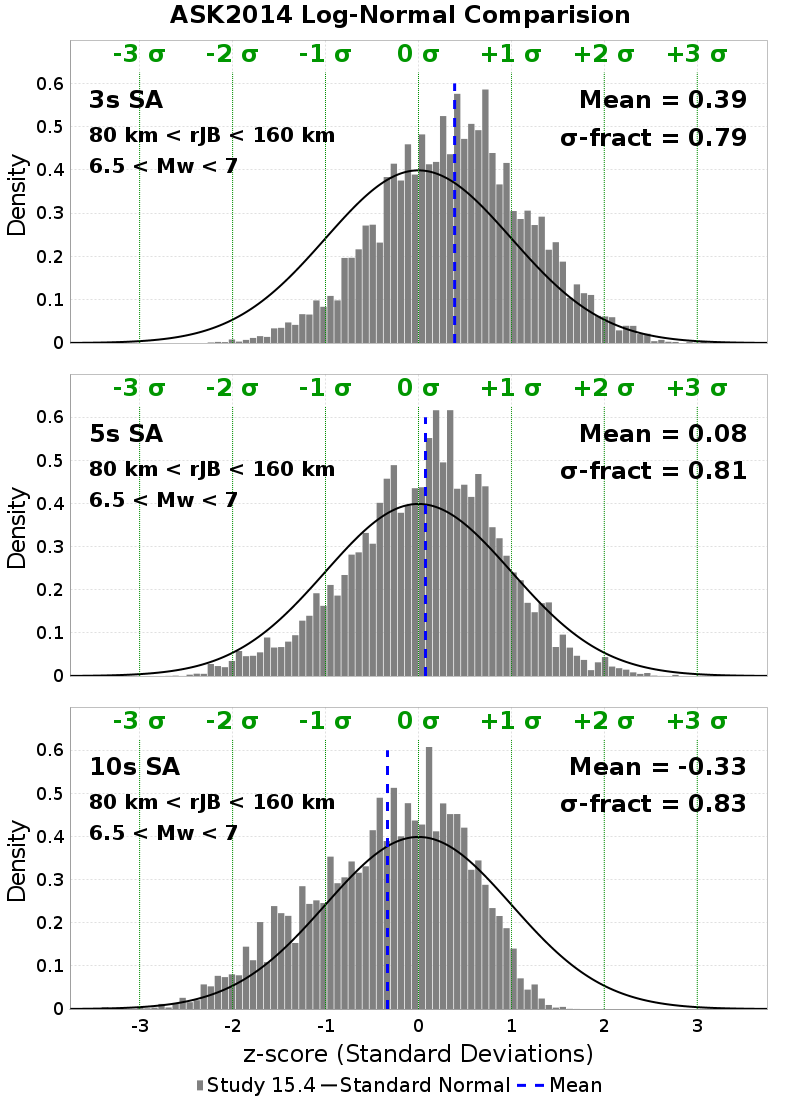 ASK2014 Log-Normal Comparision
-3 σ -2 σ -1 σ 0 σ +1 σ +2 σ +3 σ
3s SA
80 km < rJB < 160 km
6.5 < Mw < 7
Mean = 0.39
σ-fract = 0.79
Density
0.6
0.5
0.4
0.3
0.2
0.1
0
-3 σ -2 σ -1 σ 0 σ +1 σ +2 σ +3 σ
5s SA
80 km < rJB < 160 km
6.5 < Mw < 7
Mean = 0.08
σ-fract = 0.81
Density
0.6
0.5
0.4
0.3
0.2
0.1
0
-3 σ -2 σ -1 σ 0 σ +1 σ +2 σ +3 σ
10s SA
80 km < rJB < 160 km
6.5 < Mw < 7
Mean = -0.33
σ-fract = 0.83
Density
0.6
0.5
0.4
0.3
0.2
0.1
0
-3 -2 -1 0 1 2 3
z-score (Standard Deviations)
Study 15.4 Standard Normal Mean